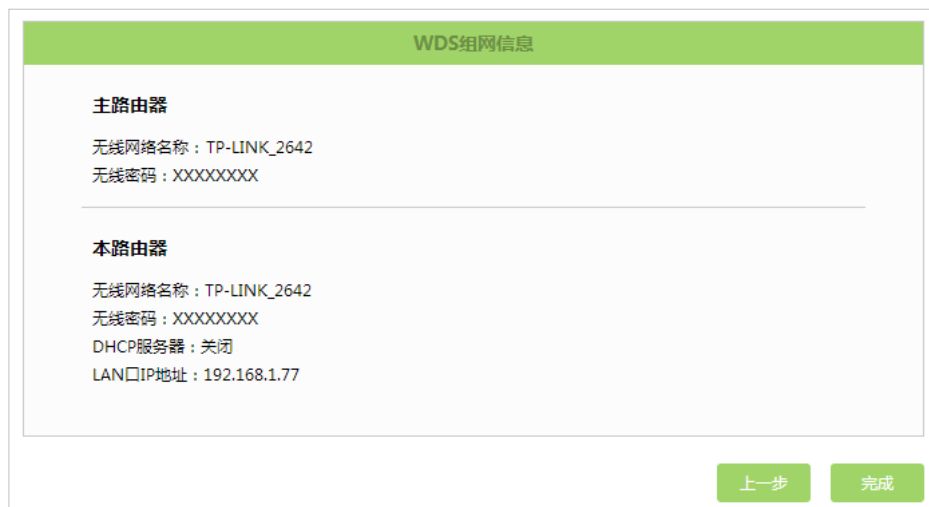 WDS组网信息
主路由器
无线网络名称：TP-LINK_2642
无线密码：XXXXXXXX
本路由器
无线网络名称：TP-LINK_2642
无线密码：XXXXXXXX
DHCP服务器：关闭
LAN口IP地址：192.168.1.77
上一步
完成